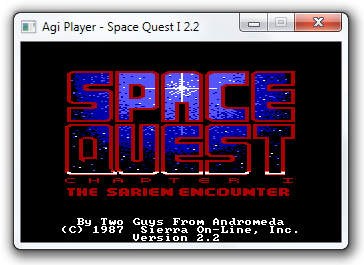 Agi Player - Space Quest I 2.2
SPACE
QUEST
CHAPTER I
THE SARIEN ENCOUNTER
By Two Guys From Andromeda
(C) 1987 Sierra On-Line, Inc.
Version 2.2